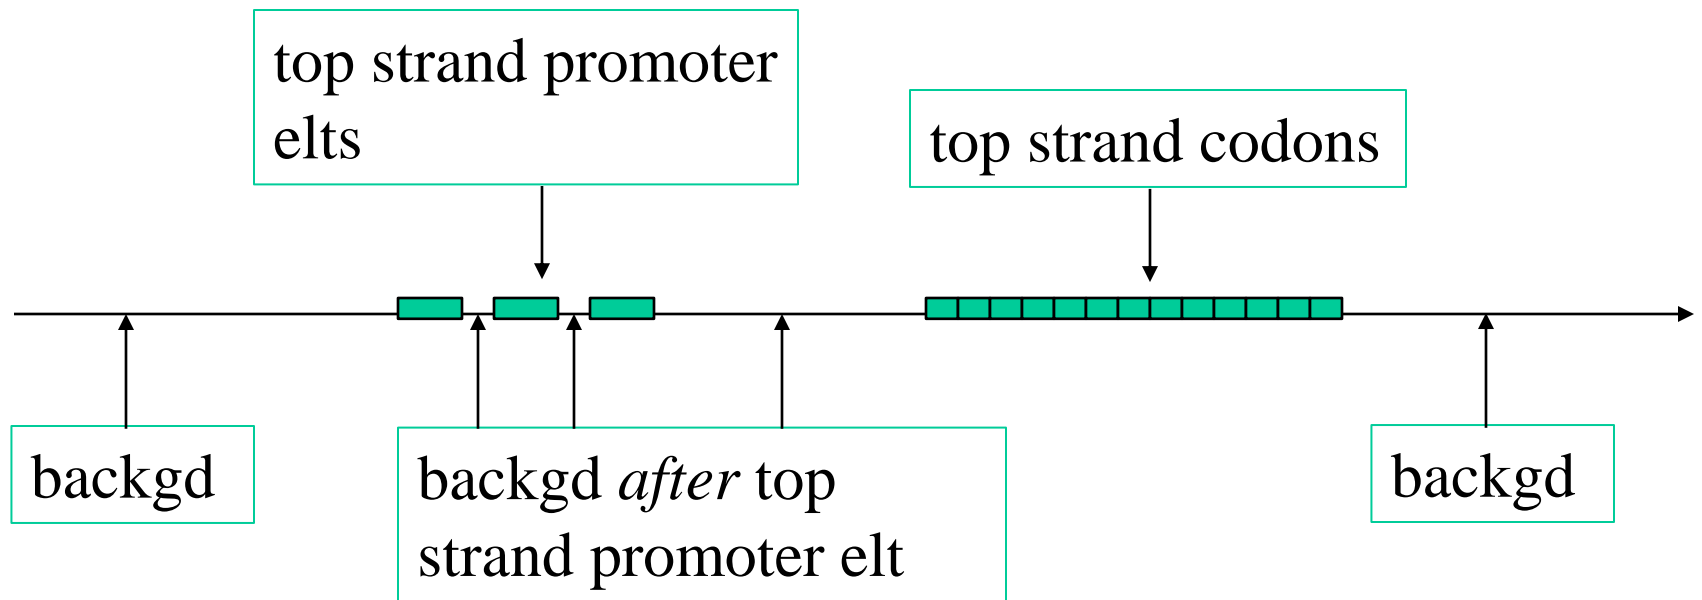 top strand promoter
elts
top strand codons
backgd
backgd after top
strand promoter elt
backgd